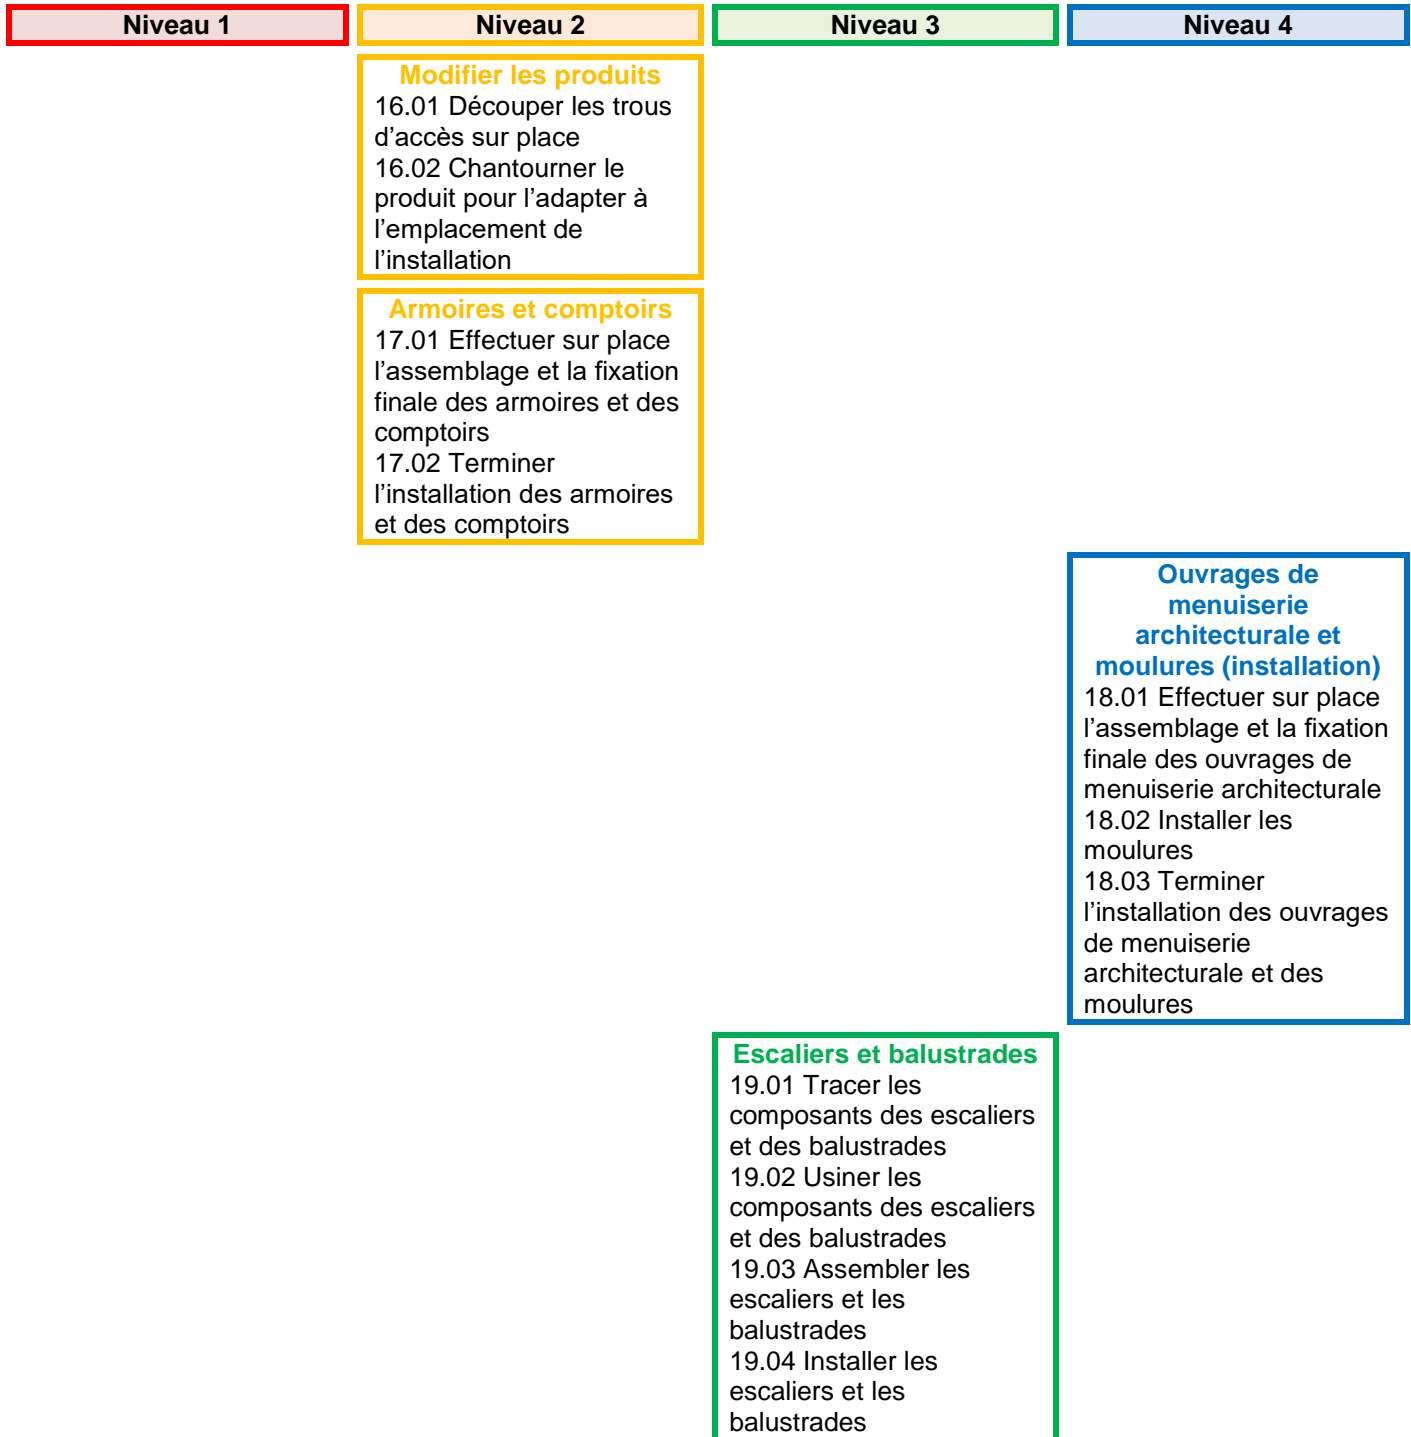 Niveau 1
Niveau 2
Niveau 3
Niveau 4
Modifier les produits
16.01 Découper les trous
d’accès sur place
16.02 Chantourner le
produit pour l’adapter à
l’emplacement de
l’installation
Armoires et comptoirs
17.01 Effectuer sur place
l’assemblage et la fixation
finale des armoires et des
comptoirs
17.02 Terminer
l’installation des armoires
et des comptoirs
Ouvrages de
menuiserie
architecturale et
moulures (installation)
18.01 Effectuer sur place
l’assemblage et la fixation
finale des ouvrages de
menuiserie architecturale
18.02 Installer les
moulures
18.03 Terminer
l’installation des ouvrages
de menuiserie
architecturale et des
moulures
Escaliers et balustrades
19.01 Tracer les
composants des escaliers
et des balustrades
19.02 Usiner les
composants des escaliers
et des balustrades
19.03 Assembler les
escaliers et les
balustrades
19.04 Installer les
escaliers et les
balustrades